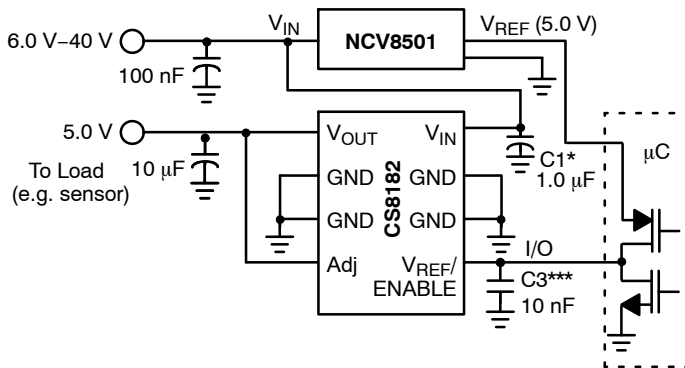 6.0 V–40 V
VIN
NCV8501
VREF (5.0 V)
100 nF
5.0 V
To Load
(e.g. sensor)
10 μF
VOUT
VIN
GND
GND
GND
GND
Adj
VREF/
ENABLE
CS8182
C1*
1.0 μF
μC
I/O
C3***
10 nF